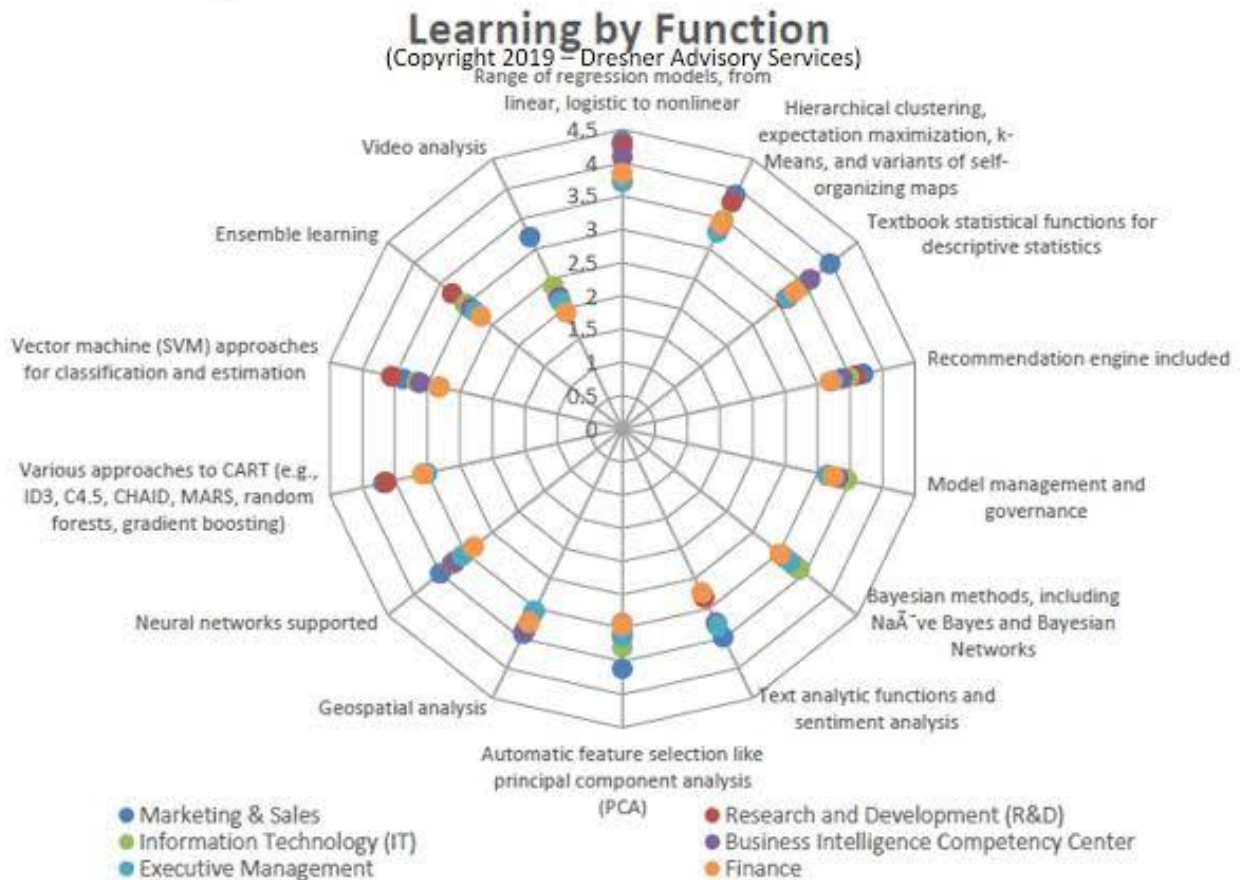 Learning by Function
(Copyright 2019 – Dresner Advisory Services)
Range of regression models, from
linear, logistic to nonlinear
Hierarchical clustering,
expectation maximization, k-
Means, and variants of self-
organizing maps
Textbook statistical functions for
descriptive statistics
Recommendation engine included
Model management and
governance
Bayesian methods, including
NaÃ¯ve Bayes and Bayesian
Networks
Text analytic functions and
sentiment analysis
Automatic feature selection like
principal component analysis
(PCA)
Geospatial analysis
Neural networks supported
Various approaches to CART (e.g.,
ID3, C4.5, CHAID, MARS, random
forests, gradient boosting)
Vector machine (SVM) approaches
for classification and estimation
Ensemble learning
Video analysis
4.5
4
3.5
3
2.5
2
1.5
1
0.5
0
Marketing & Sales
Research and Development (R&D)
Information Technology (IT)
Business Intelligence Competency Center
Executive Management
Finance